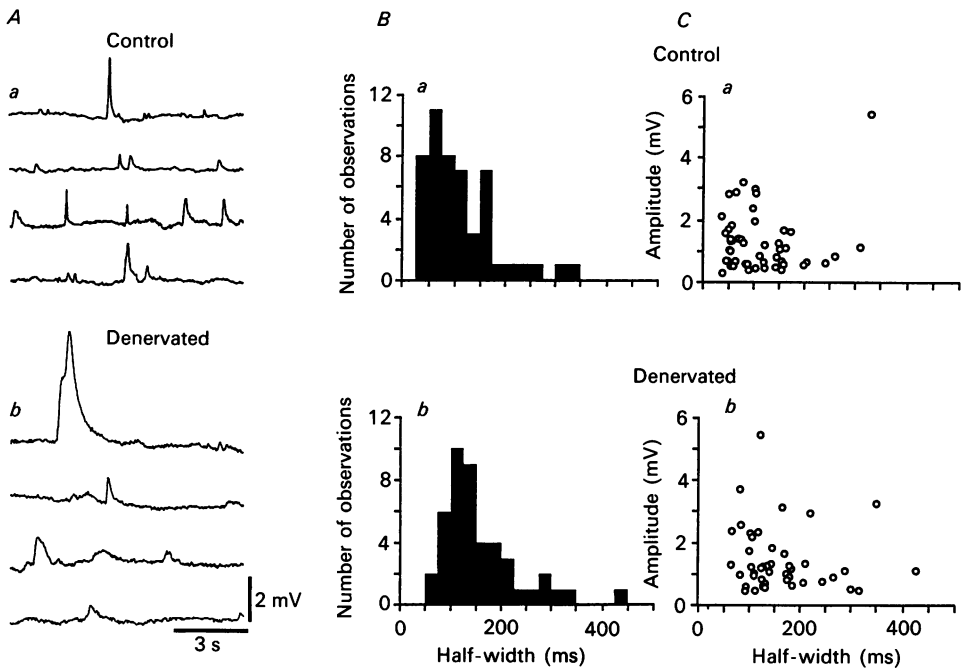 A
Control
a
Denervated
b
2 mV
3 s
B
a
Number of observations
12
8
4
0
b
Number of observations
12
8
4
0
0 200 400
Half-width (ms)
C
Control
a
Amplitude (mV)
6
4
2
0
Denervated
b
Amplitude (mV)
6
4
2
0
0 200 400
Half-width (ms)